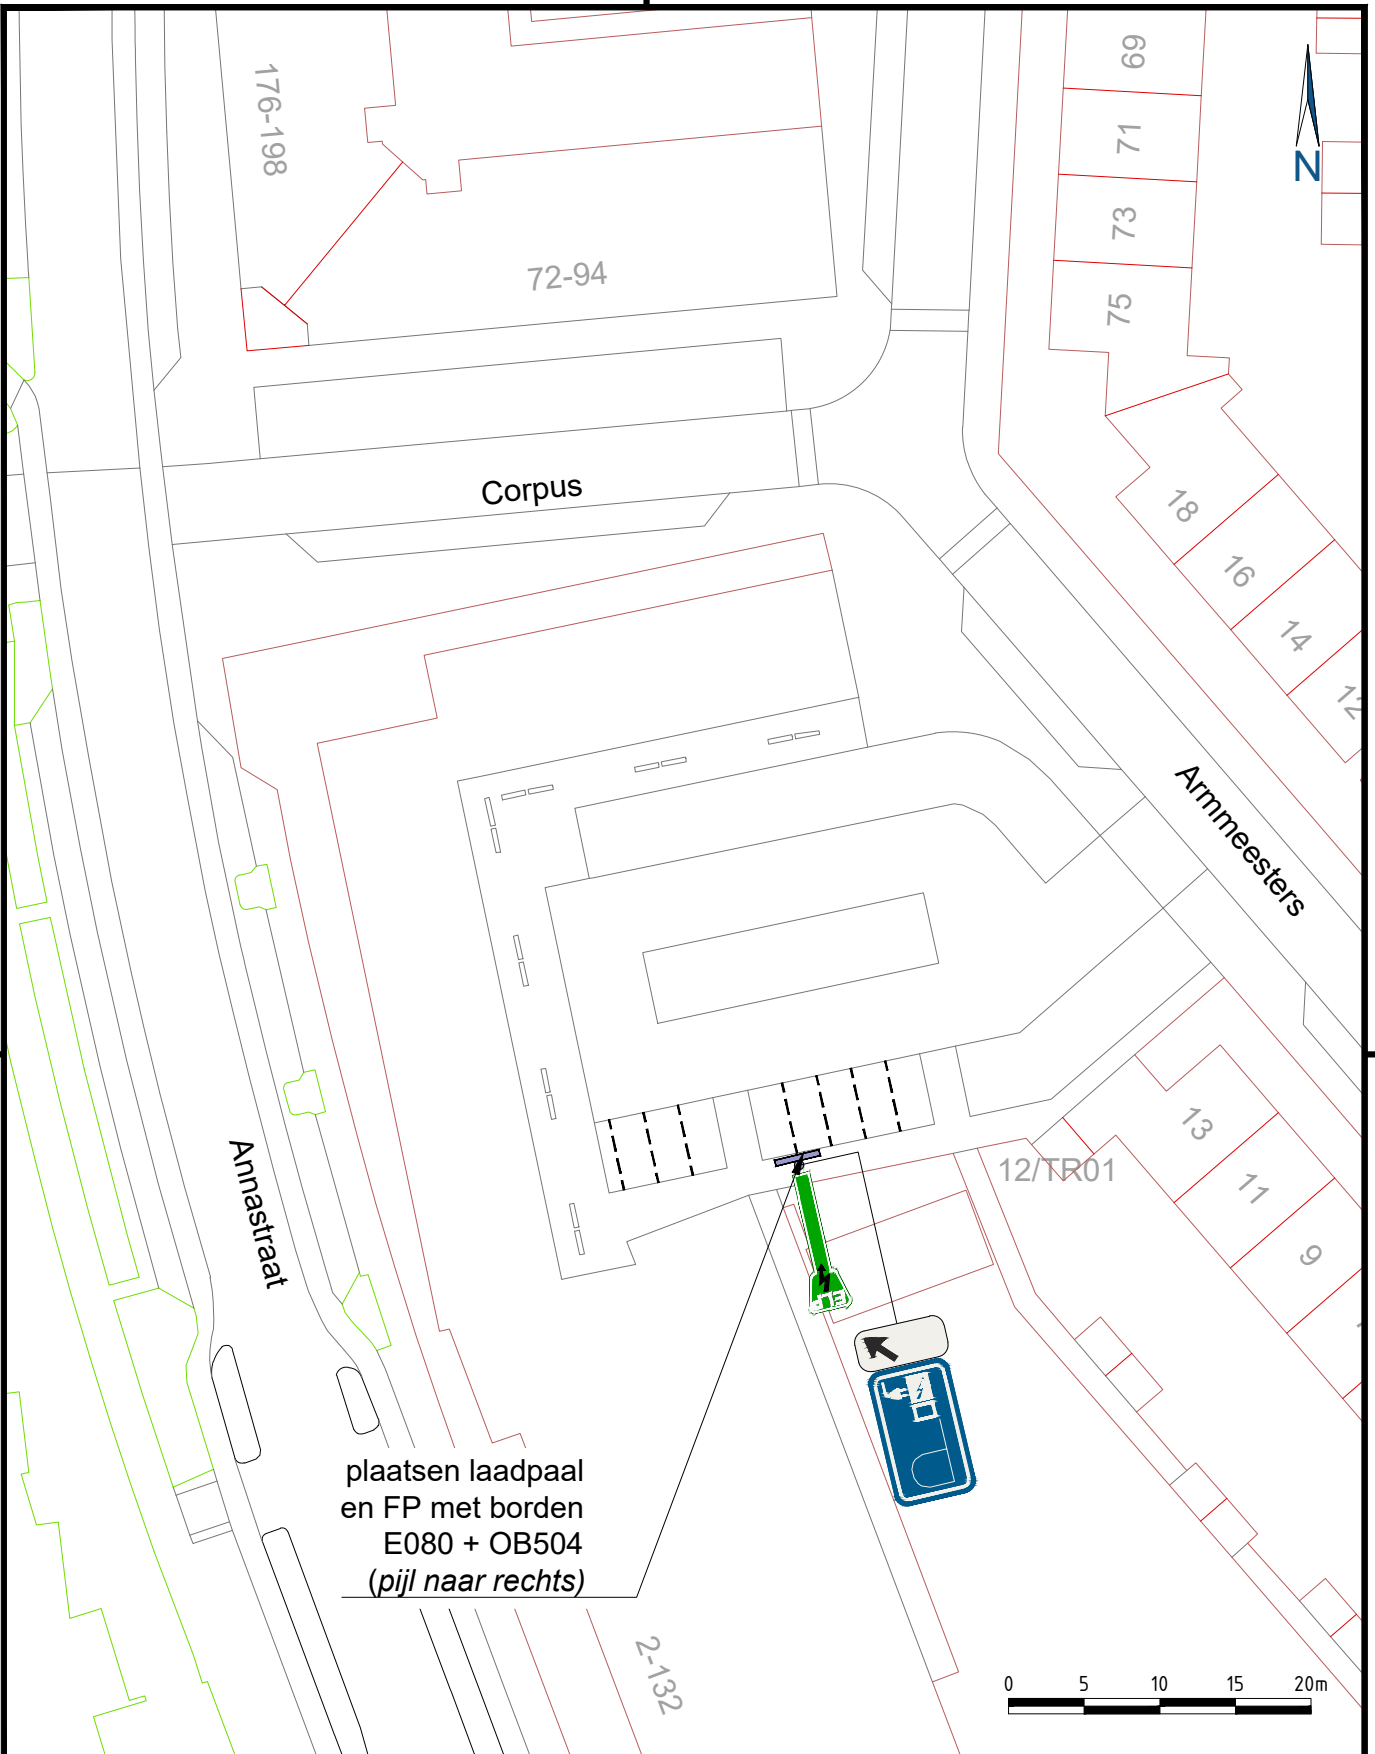 176-198
69
71
73
75
N
72-94
Corpus
18
16
14
12
Armmeesters
13
11
9
12/TR01
Annastraat
plaatsen laadpaal
en FP met borden
E080 + OB504
(pijl naar rechts)
2-132
0 5 10 15 20m